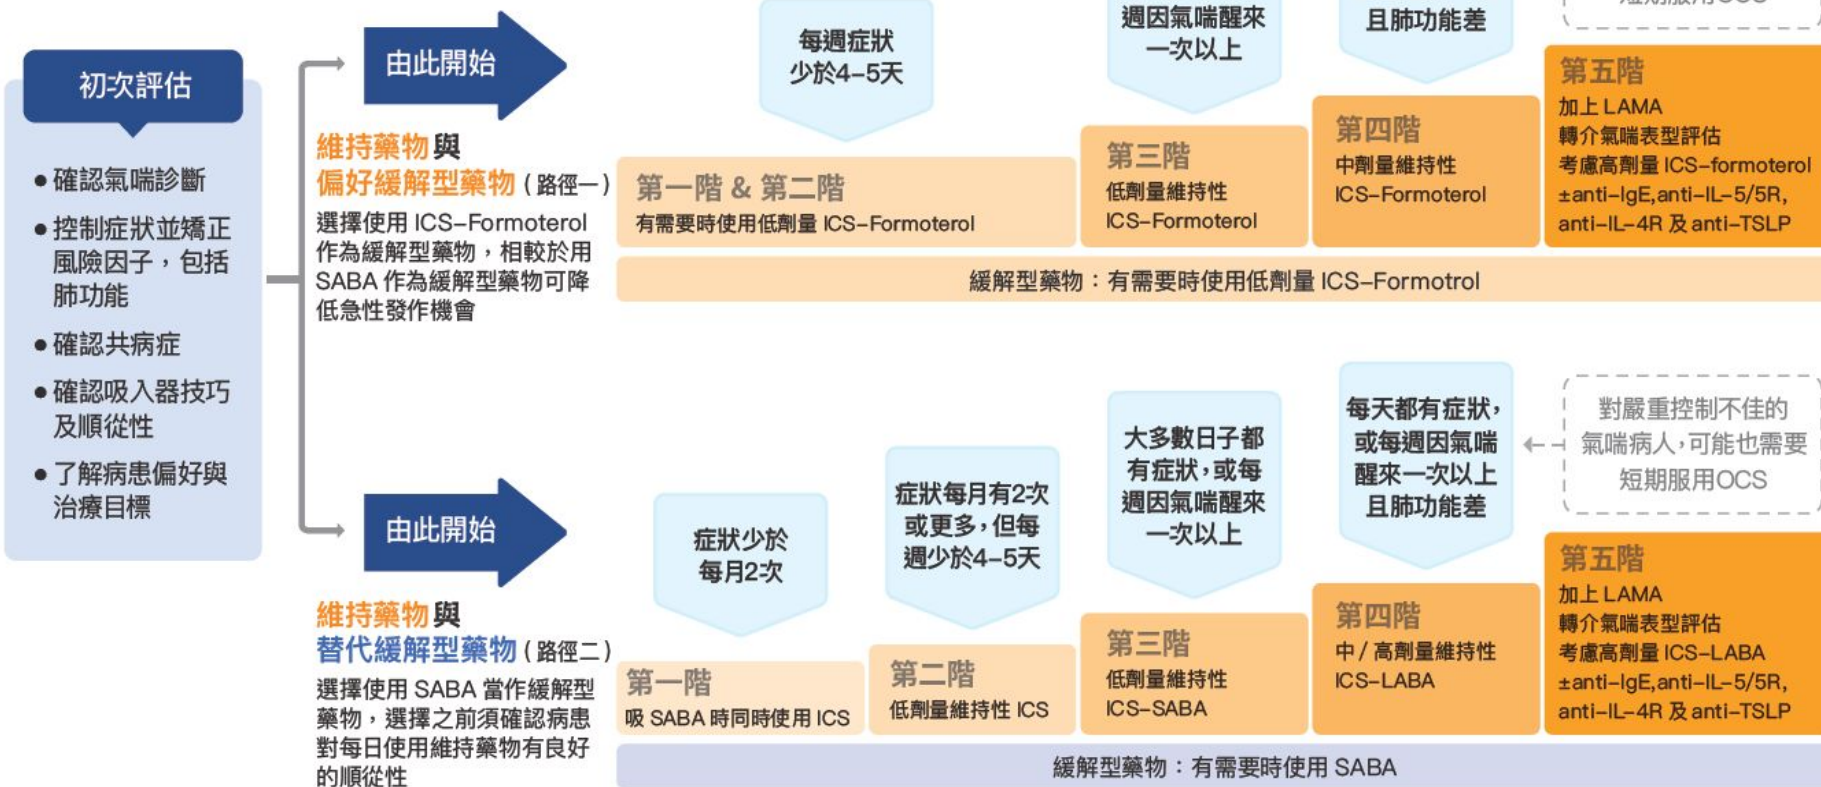 初次評估
● 確認氣喘診斷
● 控制症狀並矯正
風險因子，包括
肺功能
● 確認共病症
● 確認吸入器技巧
及順從性
● 了解病患偏好與
治療目標
由此開始
維持藥物與
偏好緩解型藥物（路徑一）
選擇使用 ICS-Formoterol
作為緩解型藥物，相較於用
SABA 作為緩解型藥物可降
低急性發作機會
每週症狀
少於4-5天
週因氣喘醒來
一次以上
且肺功能差
短期服用OCS
第一階 & 第二階
有需要時使用低劑量 ICS-Formoterol
第三階
低劑量維持性
ICS-Formoterol
第四階
中劑量維持性
ICS-Formoterol
第五階
加上 LAMA
轉介氣喘表型評估
考慮高劑量 ICS-formoterol
±anti-IgE,anti-IL-5/5R,
anti-IL-4R 及 anti-TSLP
緩解型藥物：有需要時使用低劑量 ICS-Formotrol
由此開始
維持藥物與
替代緩解型藥物（路徑二）
選擇使用 SABA 當作緩解型
藥物，選擇之前須確認病患
對每日使用維持藥物有良好
的順從性
症狀少於
每月2次
症狀每月有2次
或更多，但每
週少於4-5天
大多數日子都
有症狀，或每
週因氣喘醒來
一次以上
每天都有症狀，
或每週因氣喘
醒來一次以上
且肺功能差
對嚴重控制不佳的
氣喘病人，可能也需要
短期服用OCS
第一階
吸 SABA 時同時使用 ICS
第二階
低劑量維持性 ICS
第三階
低劑量維持性
ICS-SABA
第四階
中 / 高劑量維持性
ICS-LABA
第五階
加上 LAMA
轉介氣喘表型評估
考慮高劑量 ICS-LABA
±anti-IgE,anti-IL-5/5R,
anti-IL-4R 及 anti-TSLP
緩解型藥物：有需要時使用 SABA